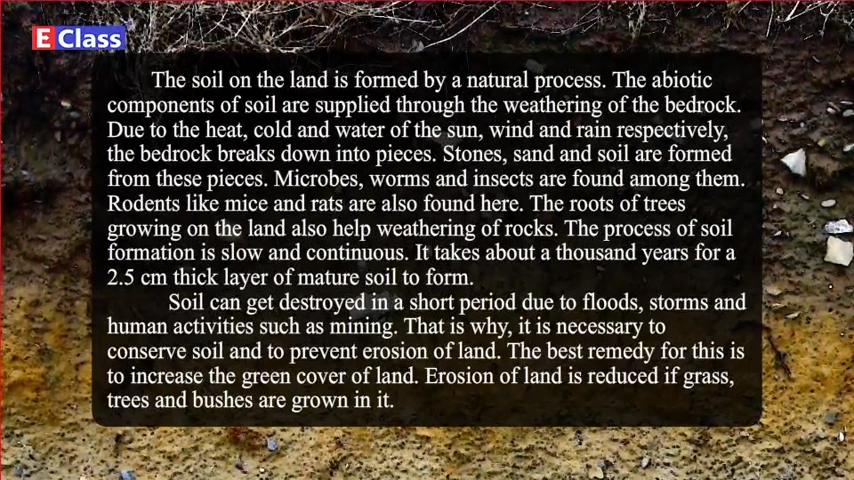 E Class
The soil on the land is formed by a natural process. The abiotic
components of soil are supplied through the weathering of the bedrock.
Due to the heat, cold and water of the sun, wind and rain respectively,
the bedrock breaks down into pieces. Stones, sand and soil are formed
from these pieces. Microbes, worms and insects are found among them.
Rodents like mice and rats are also found here. The roots of trees
growing on the land also help weathering of rocks. The process of soil
formation is slow and continuous. It takes about a thousand years for a
2.5 cm thick layer of mature soil to form.
Soil can get destroyed in a short period due to floods, storms and
human activities such as mining. That is why, it is necessary to
conserve soil and to prevent erosion of land. The best remedy for this is
to increase the green cover of land. Erosion of land is reduced if grass,
trees and bushes are grown in it.